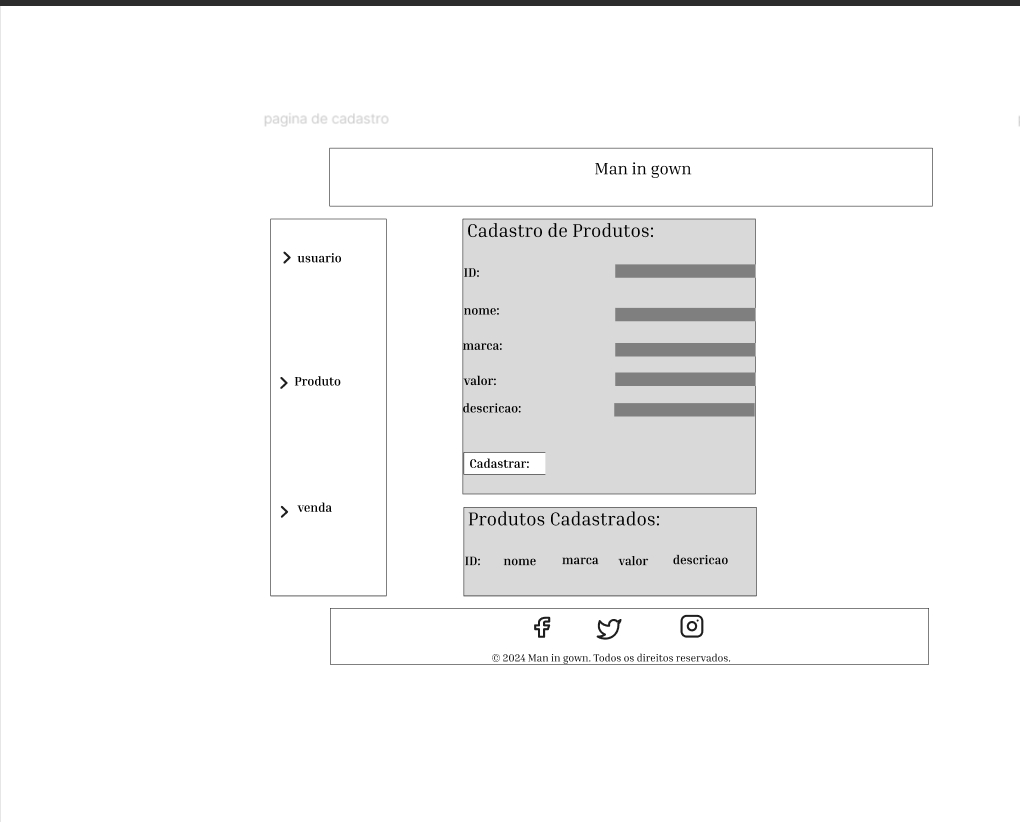 pagina de cadastro
Man in gown
usuario
Produto
venda
Cadastro de Produtos:
ID:
nome:
marca:
valor:
descricao:
Cadastrar:
Produtos Cadastrados:
ID: nome marca valor descricao
© 2024 Man in gown. Todos os direitos reservados.